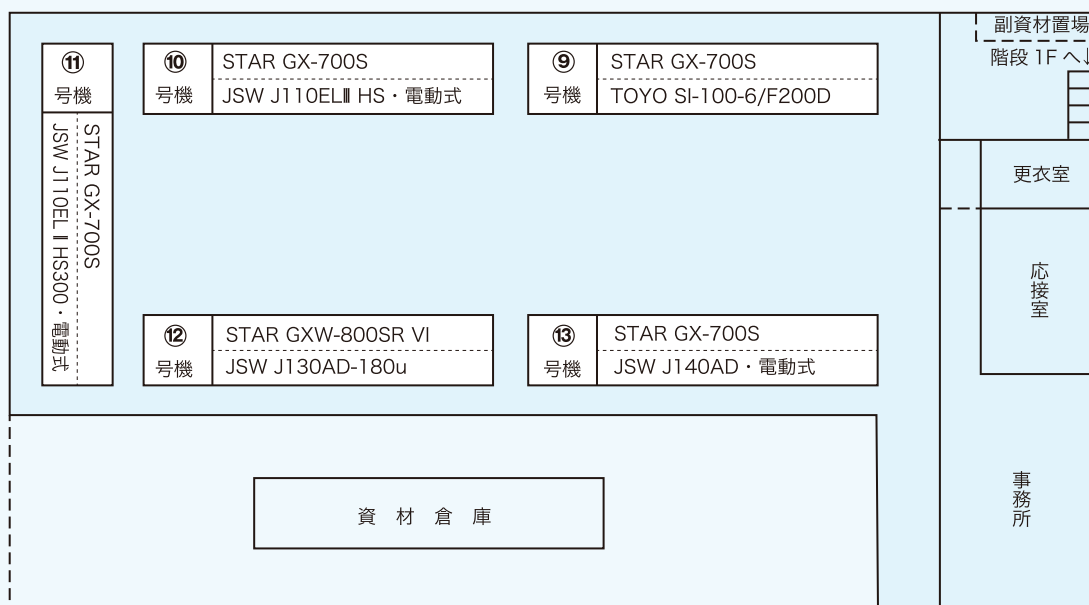 副資材置場
階段 1F へ↓
⑪
号機
STAR GX-700S
JSW J110EL Ⅱ HS300・電動式
⑩
号機
STAR GX-700S
JSW J110ELⅢ HS・電動式
⑨
号機
STAR GX-700S
TOYO SI-100-6/F200D
更衣室
応接室
⑫
号機
STAR GXW-800SR VI
JSW J130AD-180u
⑬
号機
STAR GX-700S
JSW J140AD・電動式
資材倉庫
事務所